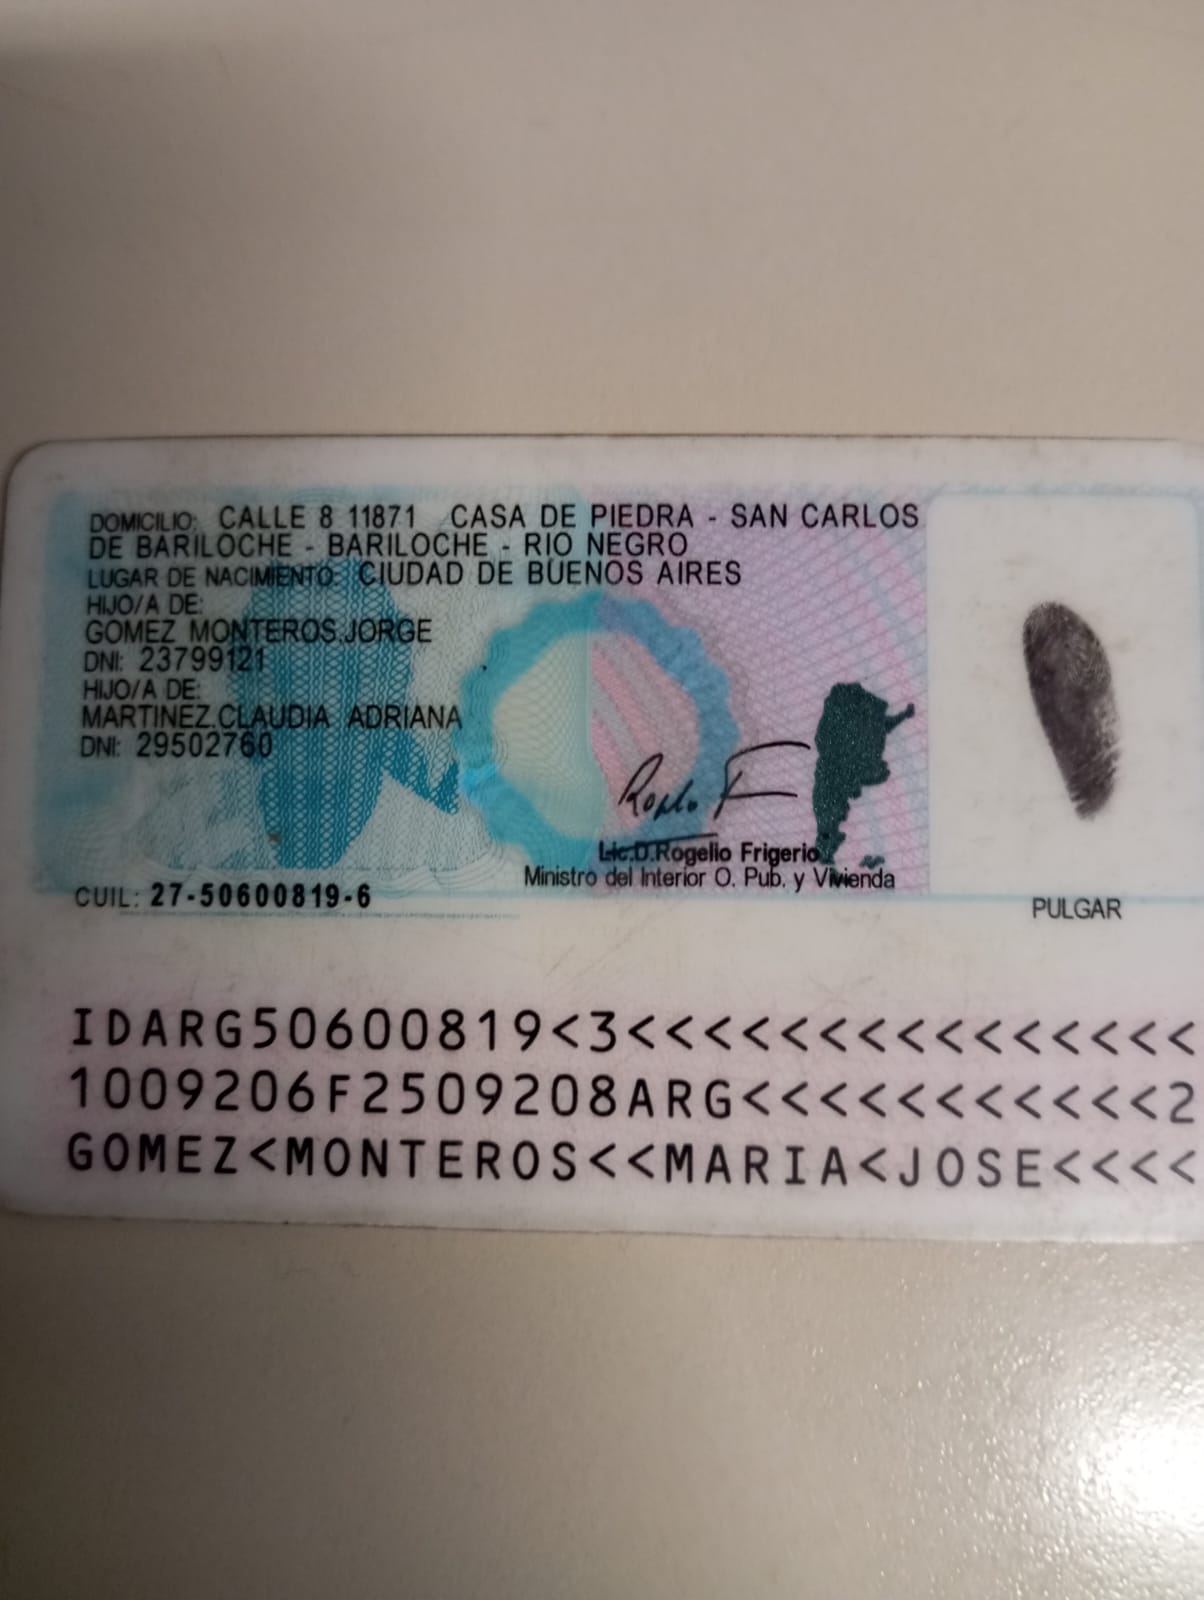 DOMICILIO: CALLE 8 11871 CASA DE PIEDRA - SAN CARLOS
DE BARILOCHE - BARILOCHE - RIO NEGRO
LUGAR DE NACIMIENTO: CIUDAD DE BUENOS AIRES
HIJO/A DE:
GOMEZ MONTEROS.JORGE
DNI: 23799121
HIJO/A DE:
MARTINEZ.CLAUDIA ADRIANA
DNI: 29502760
Lic.D.Rogelio Frigerio
Ministro del Interior O. Pub. y Vivienda
CUIL: 27-50600819-6
PULGAR
IDARG50600819<3<<<<<<<<<<<<<<<
1009206F2509208ARG<<<<<<<<<<<2
GOMEZ<MONTEROS<<MARIA<JOSE<<<<